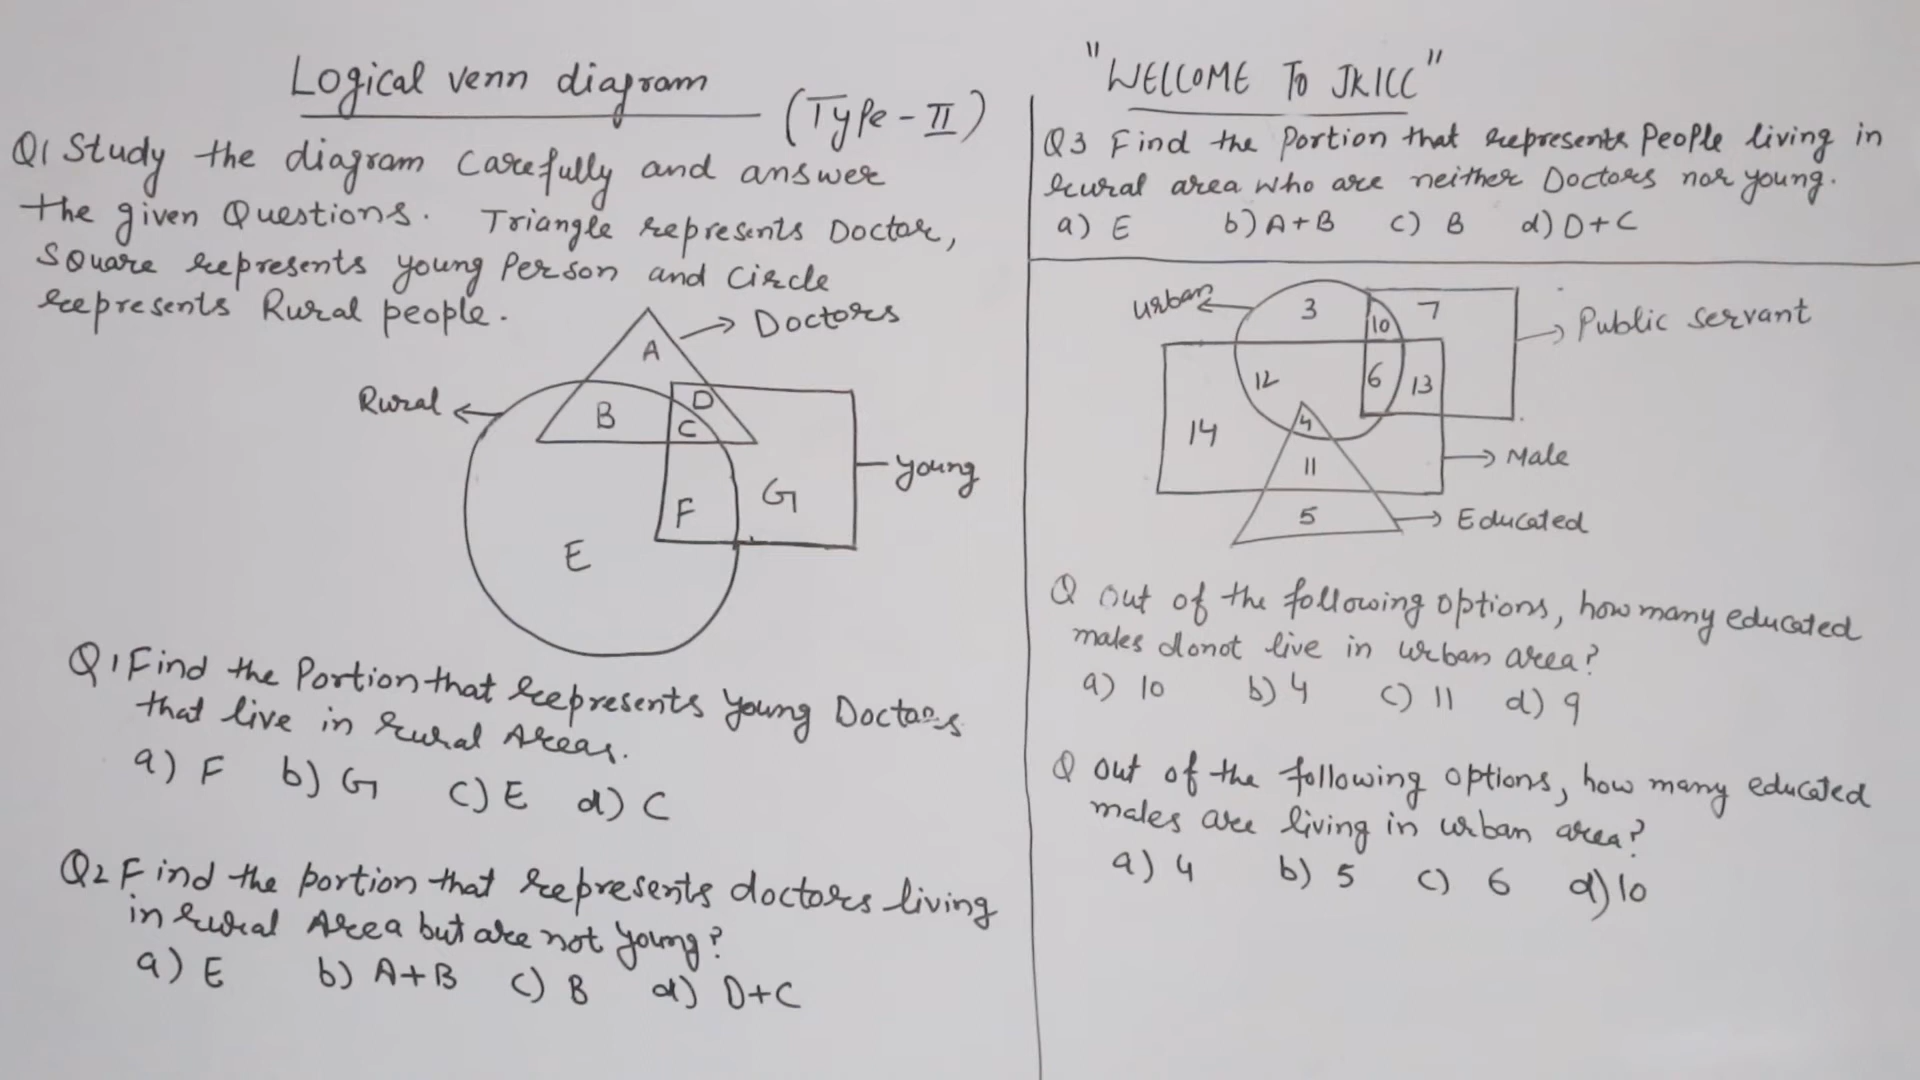 Logical venn diagram
(Type-II)
Q1 Study the diagram Carefully and answer
the given Questions. Triangle represents Doctor,
Square represents young Person and Circle
represents Rural people.
Doctors
A
Rural
B
D
C
Young
F
G
E
Q1 Find the Portion that represents Young Doctors
that live in Rural Areas.
a) F b) G c) E d) C
Q2 Find the portion that represents doctors living
in Rural Area but are not Young?
a) E b) A+B c) B d) D+C
"WELCOME TO JKICC"
Q3 Find the Portion that represents People living in
Rural area who are neither Doctors nor young.
a) E b) A+B c) B d) D+C
Urban
3
10
7
Public servant
12
6
13
14
4
Male
11
5
Educated
Q out of the following options, how many educated
males donot live in urban area?
a) 10 b) 4 c) 11 d) 9
Q out of the following options, how many educated
males are living in urban area?
a) 4 b) 5 c) 6 d) 10